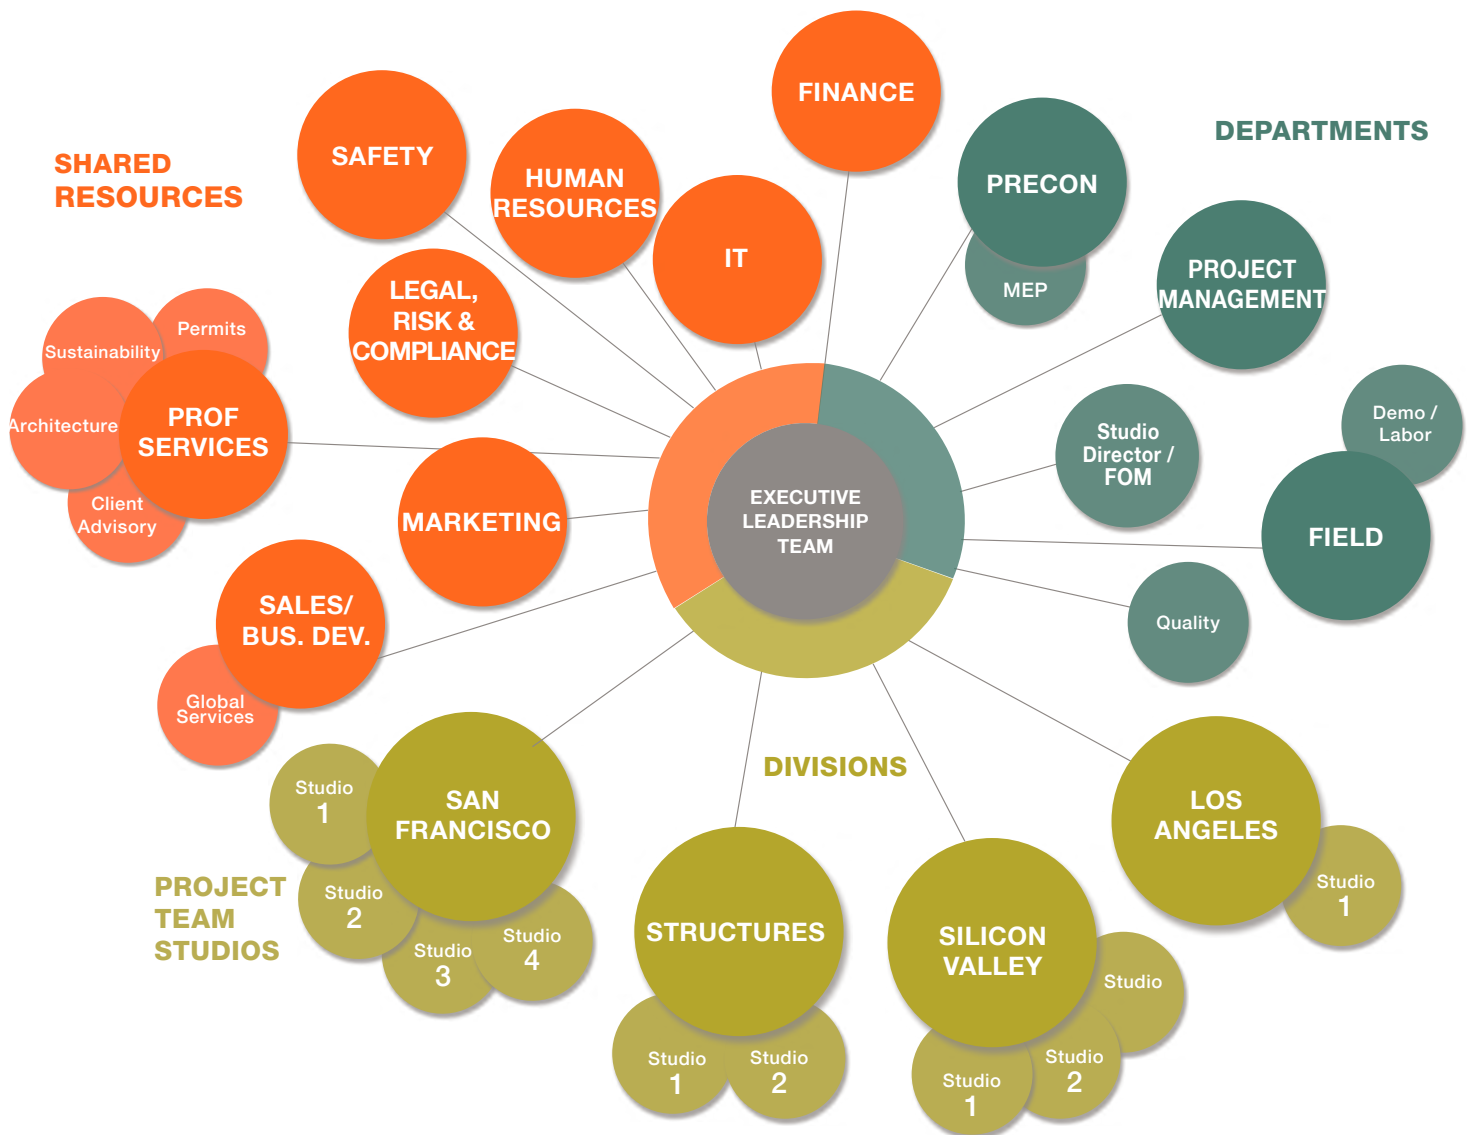 FINANCE
DEPARTMENTS
SHARED
RESOURCES
SAFETY
HUMAN
RESOURCES
PRECON
MEP
IT
PROJECT
MANAGEMENT
LEGAL,
RISK &
COMPLIANCE
Permits
Sustainability
Architecture
PROF
SERVICES
Client
Advisory
Studio
Director /
FOM
Demo /
Labor
FIELD
MARKETING
EXECUTIVE
LEADERSHIP
TEAM
Quality
SALES/
BUS. DEV.
Global
Services
DIVISIONS
SAN
FRANCISCO
Studio
1
Studio
2
Studio
3
Studio
4
PROJECT
TEAM
STUDIOS
STRUCTURES
Studio
1
Studio
2
SILICON
VALLEY
Studio
1
Studio
2
Studio
LOS
ANGELES
Studio
1